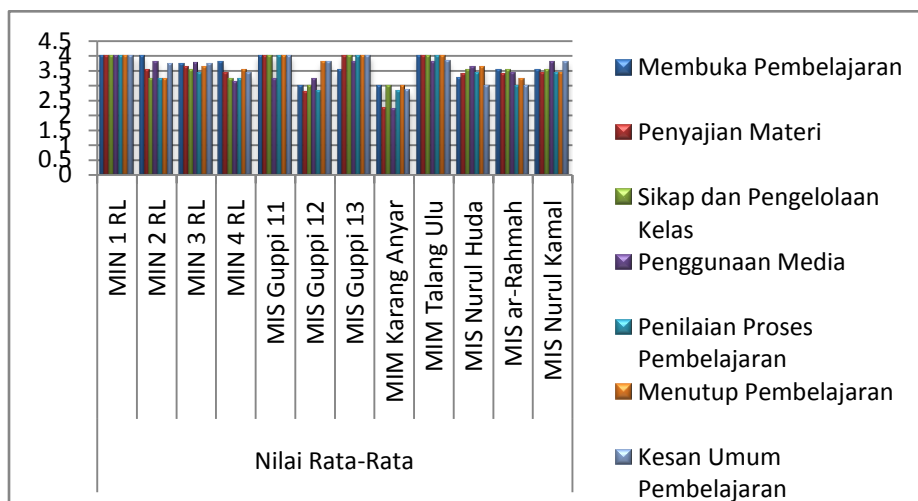 4.5
4
3.5
3
2.5
2
1.5
1
0.5
0
MIN 1 RL
MIN 2 RL
MIN 3 RL
MIN 4 RL
MIS Guppi 11
MIS Guppi 12
MIS Guppi 13
MIM Karang Anyar
MIM Talang Ulu
MIS Nurul Huda
MIS ar-Rahmah
MIS Nurul Kamal
Nilai Rata-Rata
Membuka Pembelajaran
Penyajian Materi
Sikap dan Pengelolaan
Kelas
Penggunaan Media
Penilaian Proses
Pembelajaran
Menutup Pembelajaran
Kesan Umum
Pembelajaran